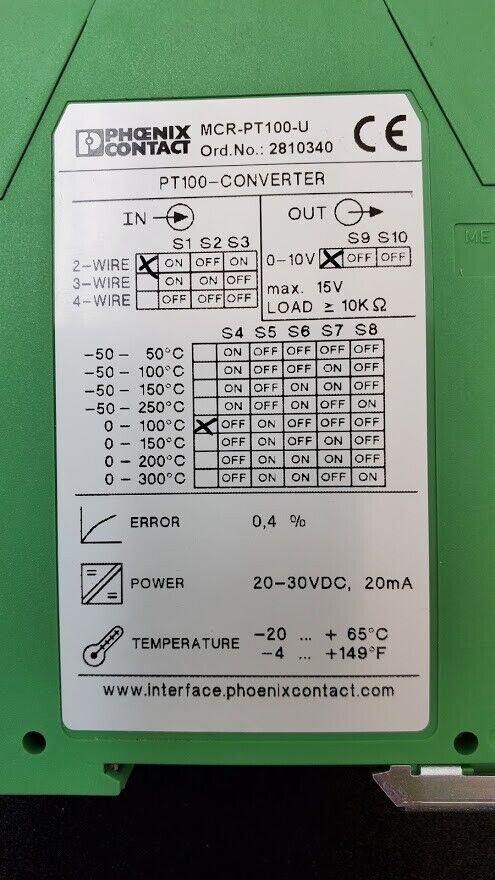 PHŒNIX CONTACT
MCR-PT100-U
Ord.No.: 2810340
CE
PT100-CONVERTER
IN
S1 S2 S3
2-WIRE X ON OFF ON
3-WIRE ON ON OFF
4-WIRE OFF OFF OFF
OUT
S9 S10
0-10V X OFF OFF
max. 15V
LOAD ≥ 10K Ω
S4 S5 S6 S7 S8
-50 - 50°C ON OFF OFF OFF OFF
-50 - 100°C ON OFF OFF ON OFF
-50 - 150°C ON OFF ON ON OFF
-50 - 250°C ON OFF ON OFF ON
0 - 100°C X OFF ON OFF OFF OFF
0 - 150°C OFF ON OFF ON OFF
0 - 200°C OFF ON ON ON OFF
0 - 300°C OFF ON ON OFF ON
ERROR 0,4 %
POWER 20-30VDC, 20mA
TEMPERATURE -20 ... + 65°C
-4 ... +149°F
www.interface.phoenixcontact.com
ME